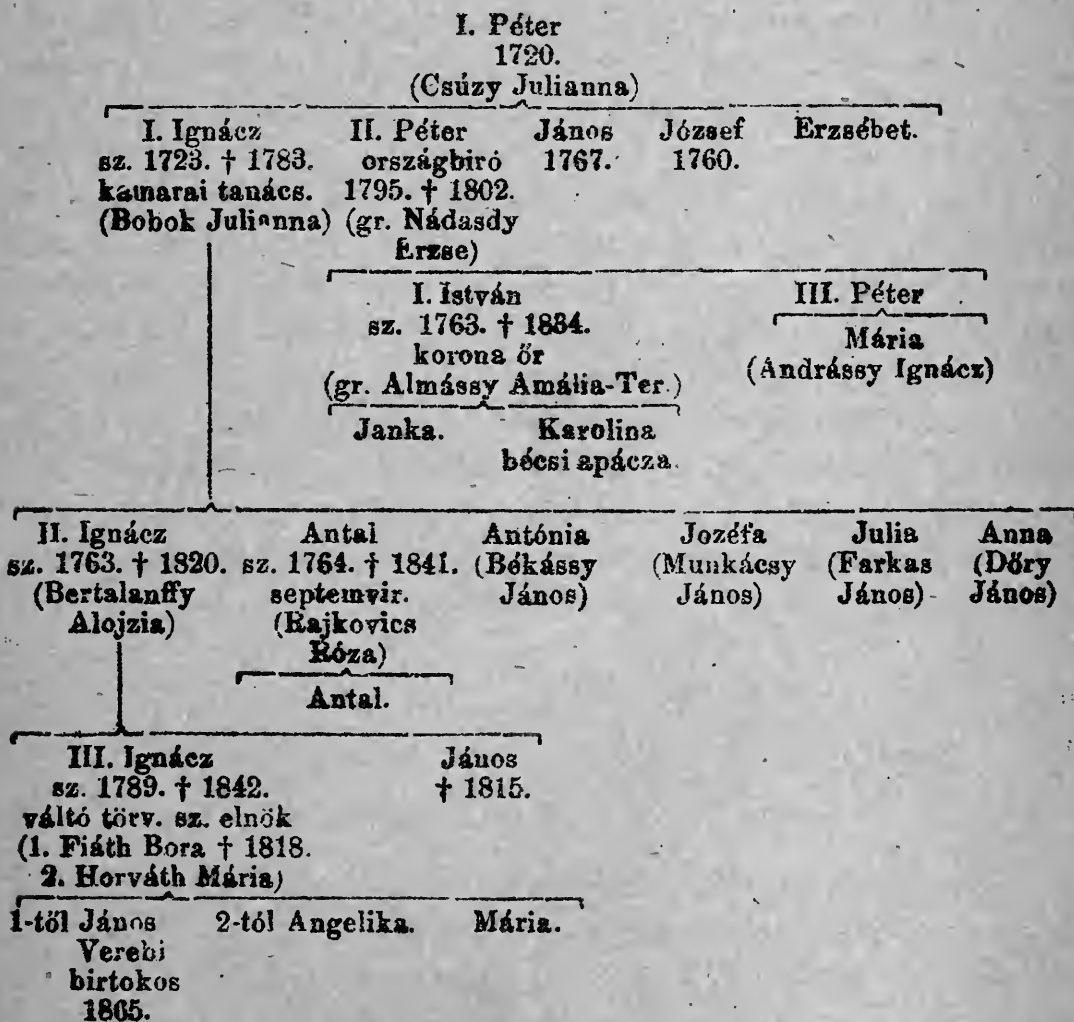 I. Péter
1720.
(Csúzy Julianna)
I. Ignácz II. Péter János József Erzsébet.
sz. 1723. † 1783. országbiró 1767. 1760.
kamarai tanács. 1795. † 1802.
(Bobok Julianna) (gr. Nádasdy
Erzse)
I. István III. Péter
sz. 1763. † 1884. Mária
korona őr (Andrássy Ignácz)
(gr. Almássy Amália-Ter.)
Janka. Karolina
bécsi apácza.
II. Ignácz Antal Antónia Jozéfa Julia Anna
sz. 1763. † 1820. sz. 1764. † 1841. (Békássy (Munkácsy (Farkas (Dőry
(Bertalanffy septemvir. János) János) János) János)
Alojzia) (Rajkovics
Róza)
Antal.
III. Ignácz János
sz. 1789. † 1842. † 1815.
váltó törv. sz. elnök
(1. Fiáth Bora † 1818.
2. Horváth Mária)
1-től János 2-tól Angelika. Mária.
Verebi
birtokos
1865.